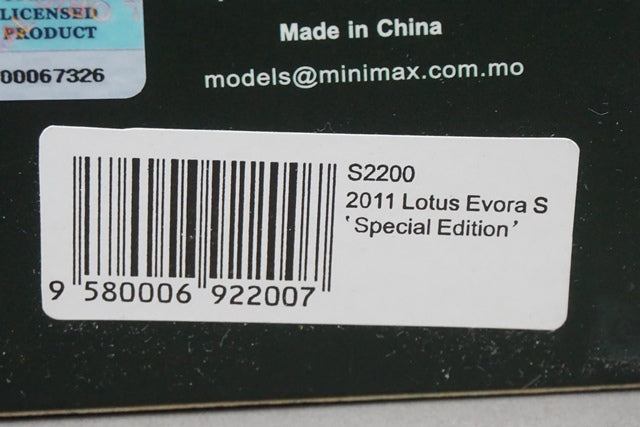 LICENSED
PRODUCT
00067326
Made in China
models@minimax.com.mo
S2200
2011 Lotus Evora S
'Special Edition'
9 580006 922007